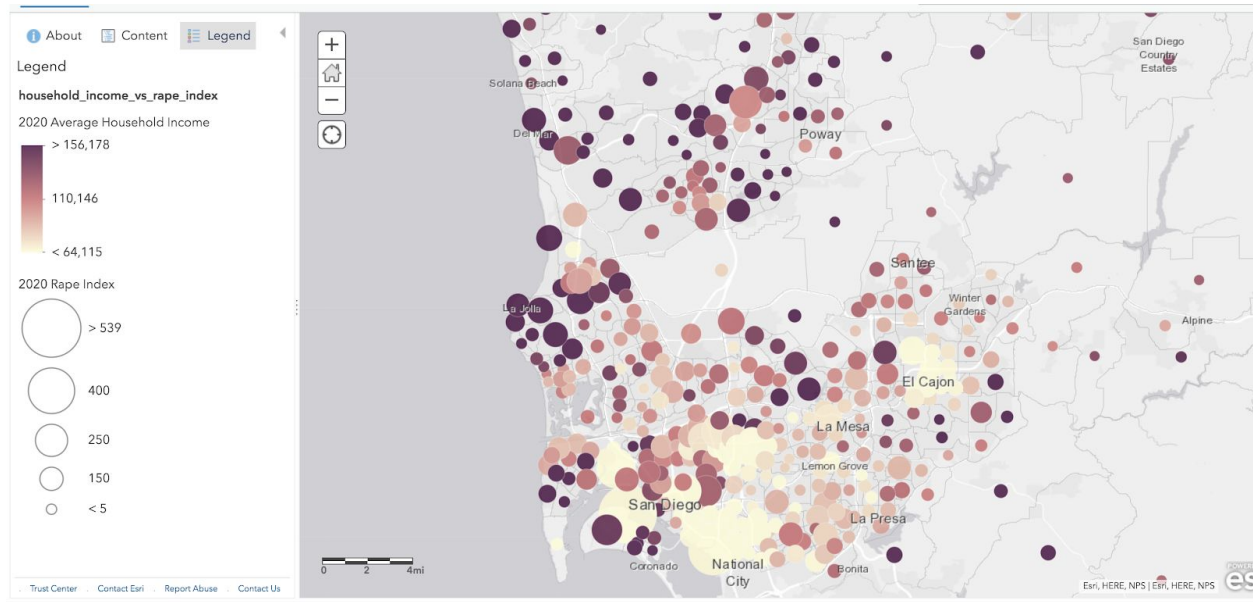 About
Content
Legend
Legend
household_income_vs_rape_index
2020 Average Household Income
> 156,178
110,146
< 64,115
2020 Rape Index
> 539
400
250
150
< 5
Trust Center
Contact Esri
Report Abuse
Contact Us
San Diego
Country
Estates
Solana Beach
Del Mar
Poway
Santee
Winter
Gardens
La Jolla
Alpine
El Cajon
La Mesa
Lemon Grove
San Diego
La Presa
Coronado
National
City
Bonita
0 2 4mi
Esri, HERE, NPS | Esri, HERE, NPS
POWERED
es